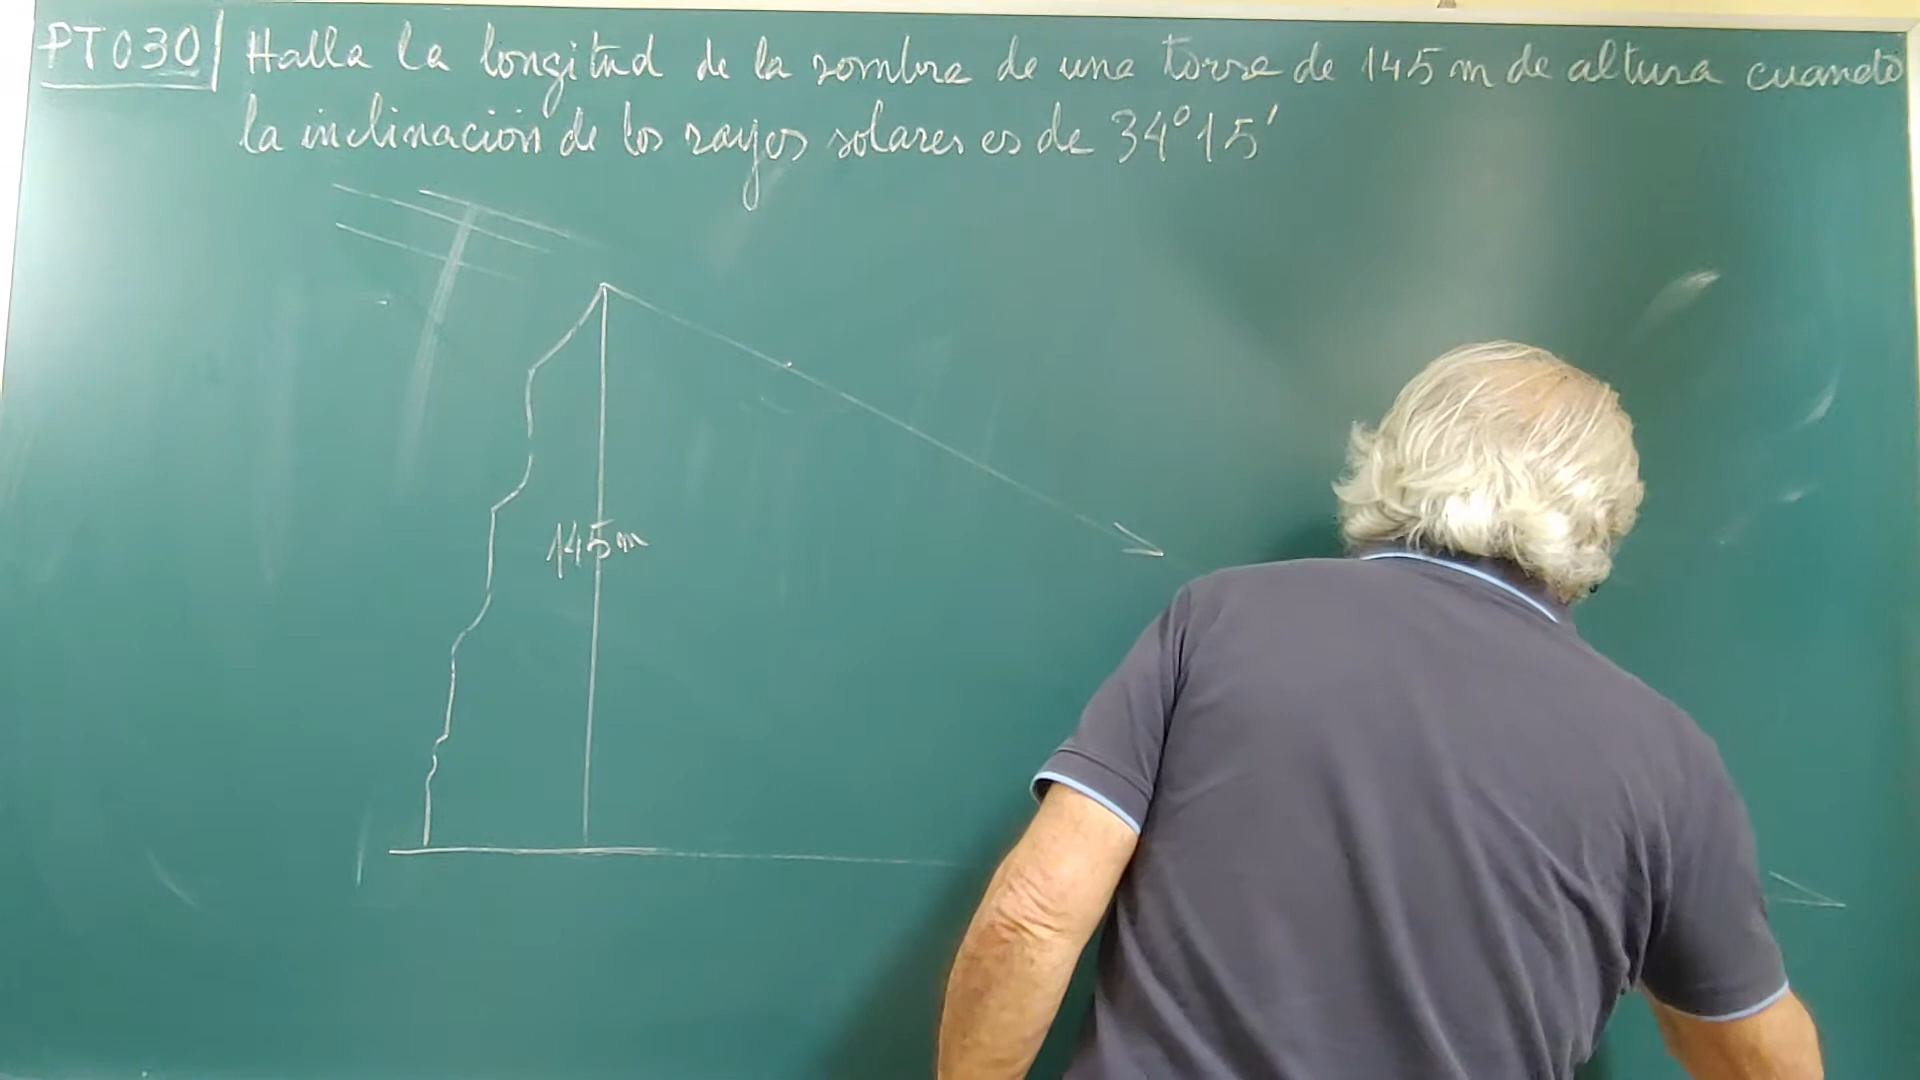 PT030 Halla la longitud de la sombra de una torre de 145 m de altura cuando
la inclinación de los rayos solares es de 34°15'
145 m